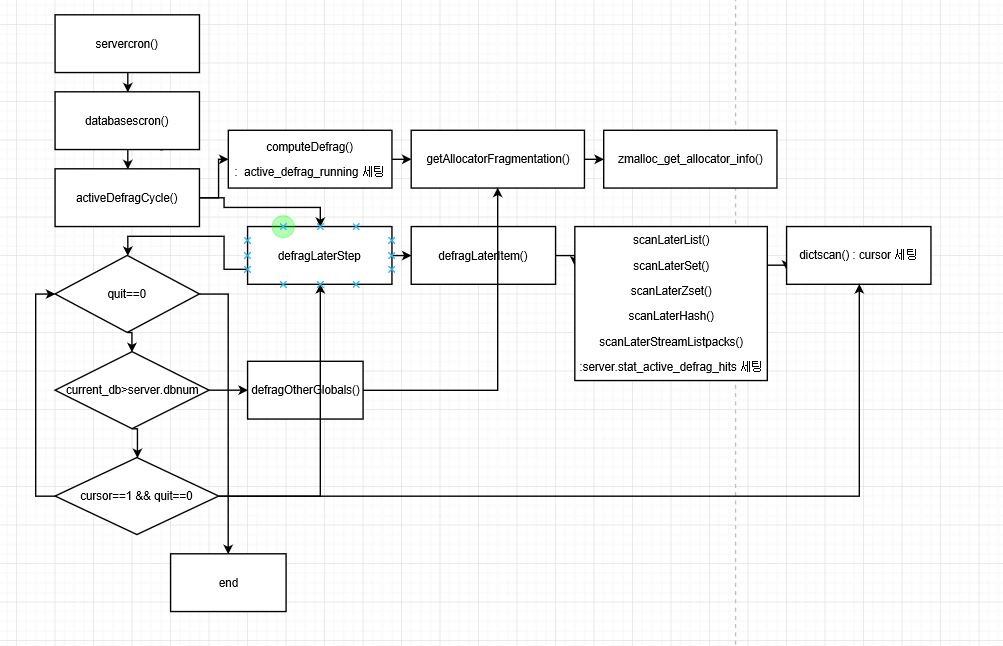 servercron()
databasescron()
activeDefragCycle()
computeDefrag()
: active_defrag_running 세팅
getAllocatorFragmentation()
zmalloc_get_allocator_info()
defragLaterStep
defragLaterItem()
scanLaterList()
scanLaterSet()
scanLaterZset()
scanLaterHash()
scanLaterStreamListpacks()
:server.stat_active_defrag_hits 세팅
dictscan() : cursor 세팅
quit==0
current_db>server.dbnum
defragOtherGlobals()
cursor==1 && quit==0
end